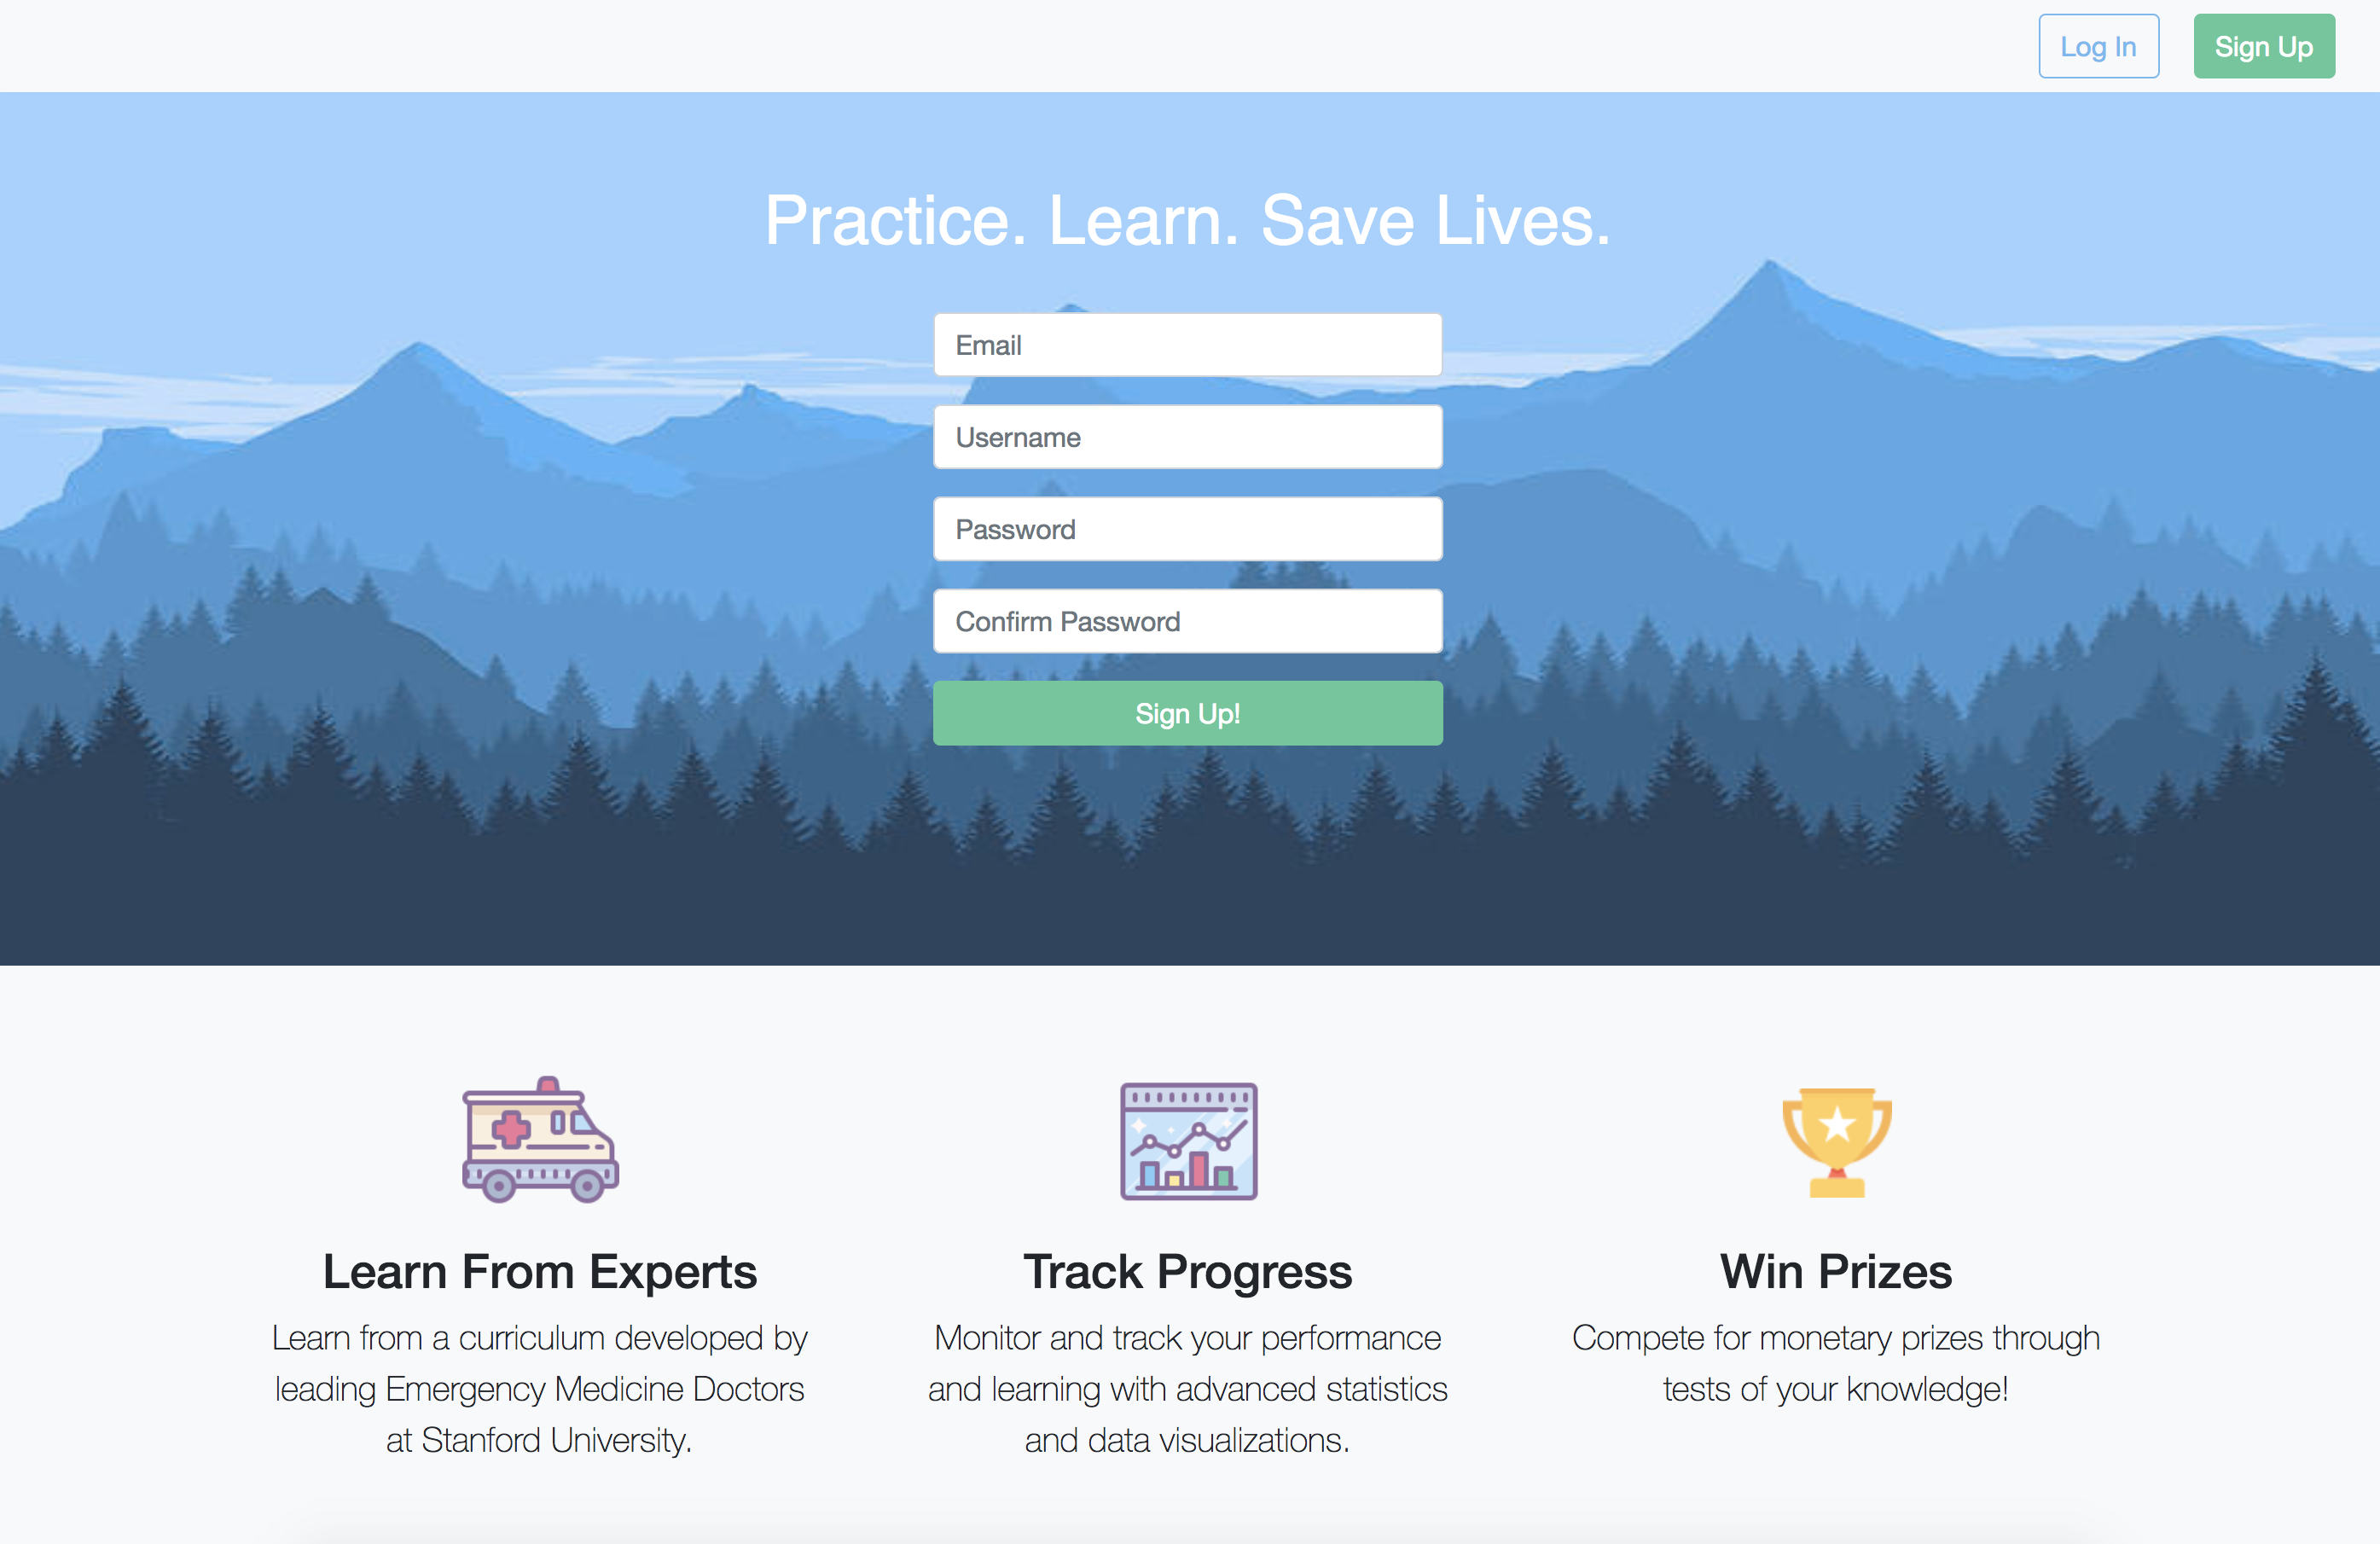 Log In
Sign Up
Practice. Learn. Save Lives.
Email
Username
Password
Confirm Password
Sign Up!
Learn From Experts
Learn from a curriculum developed by
leading Emergency Medicine Doctors
at Stanford University.
Track Progress
Monitor and track your performance
and learning with advanced statistics
and data visualizations.
Win Prizes
Compete for monetary prizes through
tests of your knowledge!